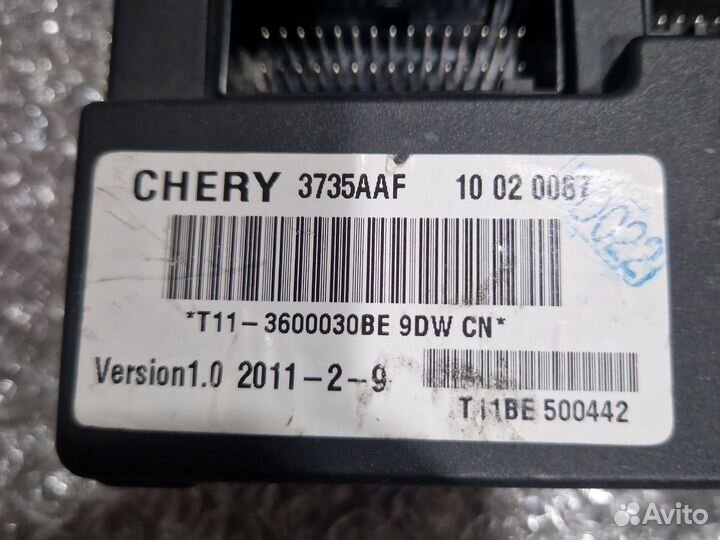 CHERY 3735AAF 10 02 0087
*T11-3600030BE 9DW CN*
Version1.0 2011-2-9
T11BE 500442
Avito